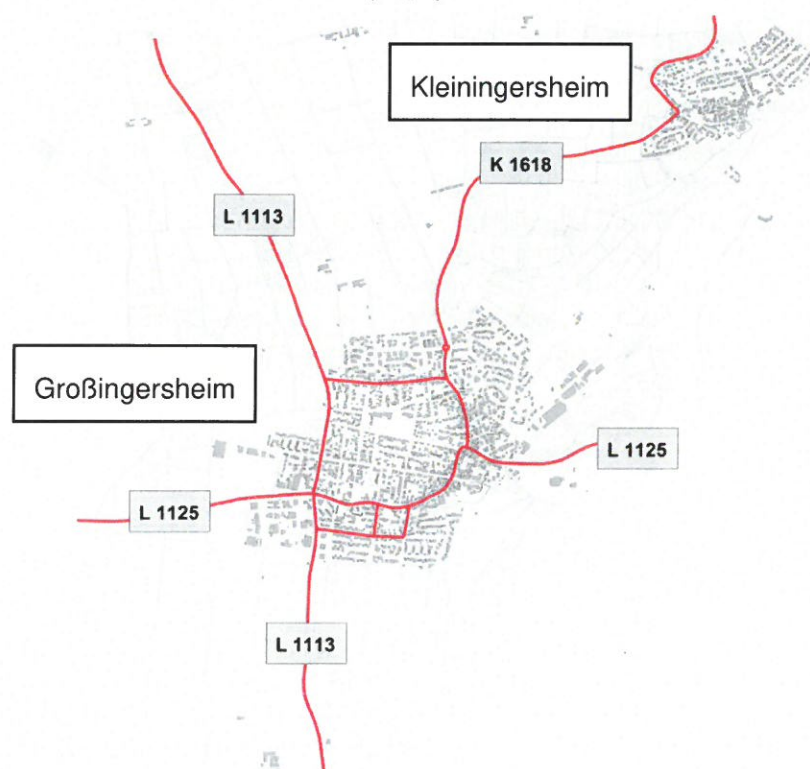 Kleiningersheim
K 1618
L 1113
Großingersheim
L 1125
L 1125
L 1113